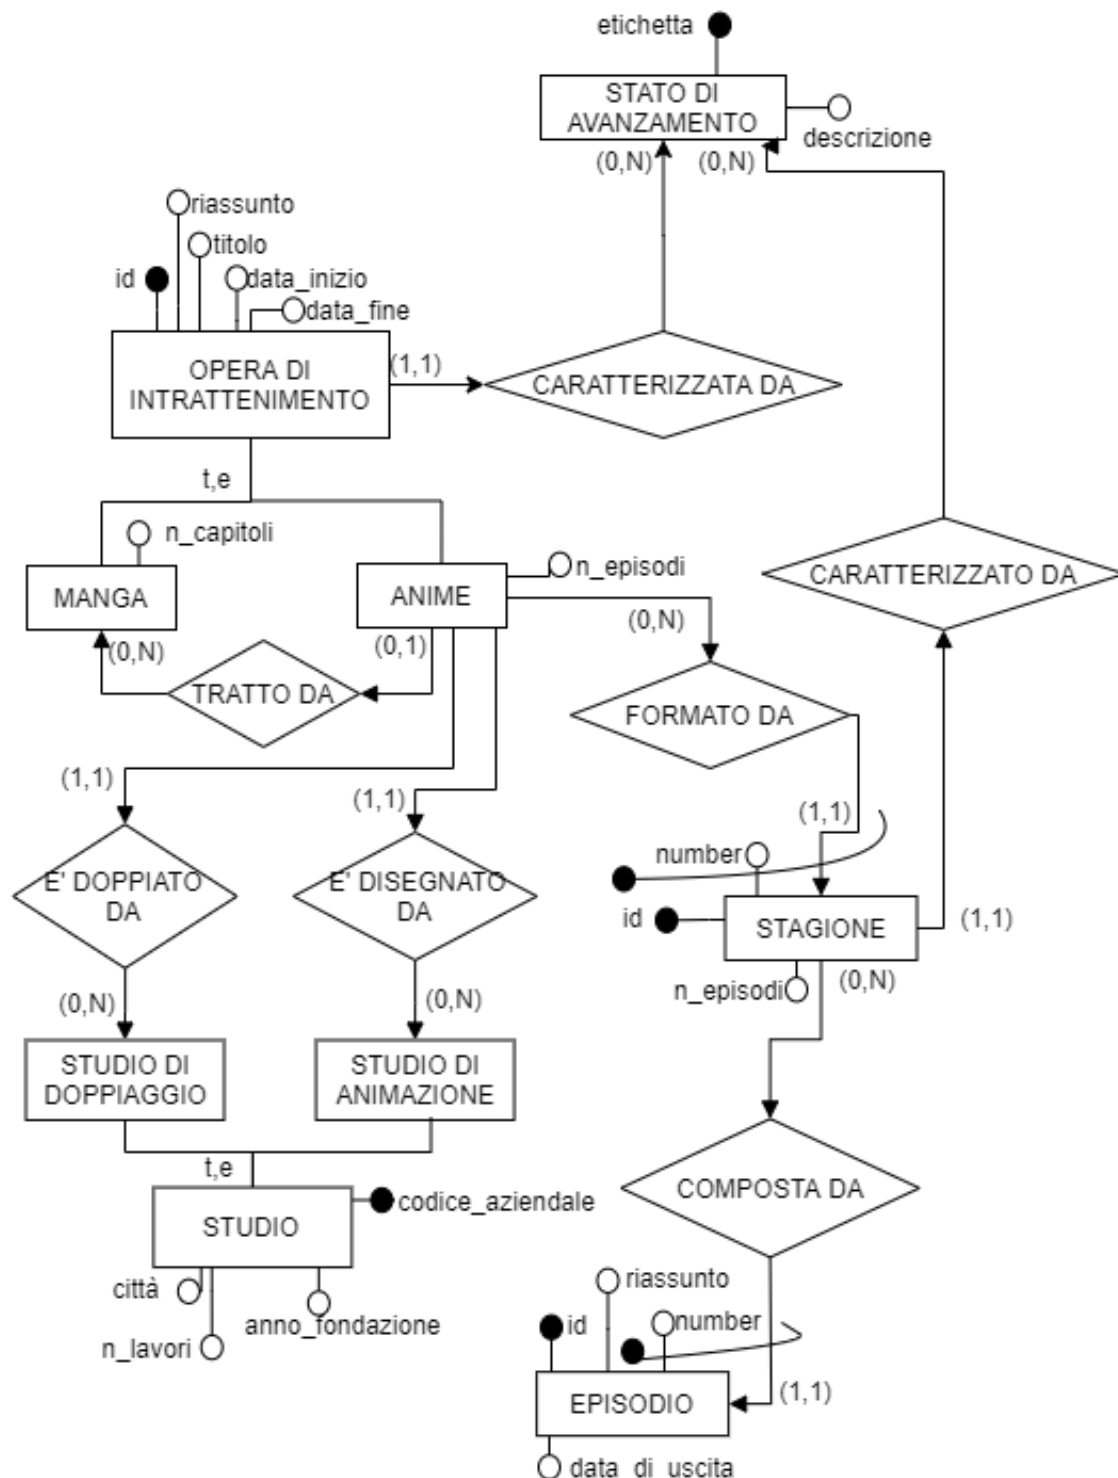 etichetta
STATO DI
AVANZAMENTO
descrizione
(0,N)
(0,N)
riassunto
titolo
id
data_inizio
data_fine
OPERA DI
INTRATTENIMENTO
(1,1)
CARATTERIZZATA DA
t,e
n_capitoli
MANGA
ANIME
n_episodi
CARATTERIZZATO DA
(0,N)
(0,1)
(0,N)
TRATTO DA
FORMATO DA
(1,1)
(1,1)
(1,1)
number
E' DOPPIATO
DA
E' DISEGNATO
DA
id
STAGIONE
(1,1)
n_episodi
(0,N)
(0,N)
(0,N)
STUDIO DI
DOPPIAGGIO
STUDIO DI
ANIMAZIONE
t,e
codice_aziendale
COMPOSTA DA
STUDIO
città
anno_fondazione
n_lavori
riassunto
id
number
EPISODIO
(1,1)
data_di_uscita